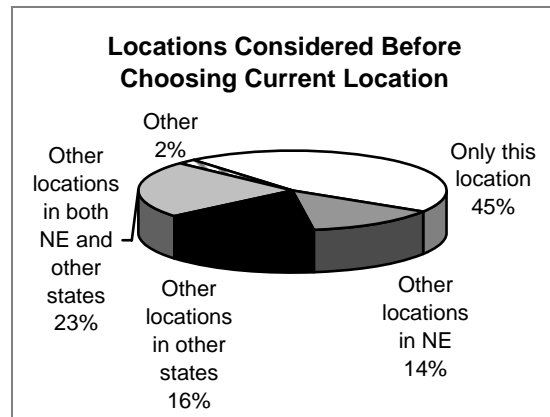 Locations Considered Before
Choosing Current Location
Other
2%
Only this
location
45%
Other
locations
in both
NE and
other
states
23%
Other
locations
in other
states
16%
Other
locations
in NE
14%